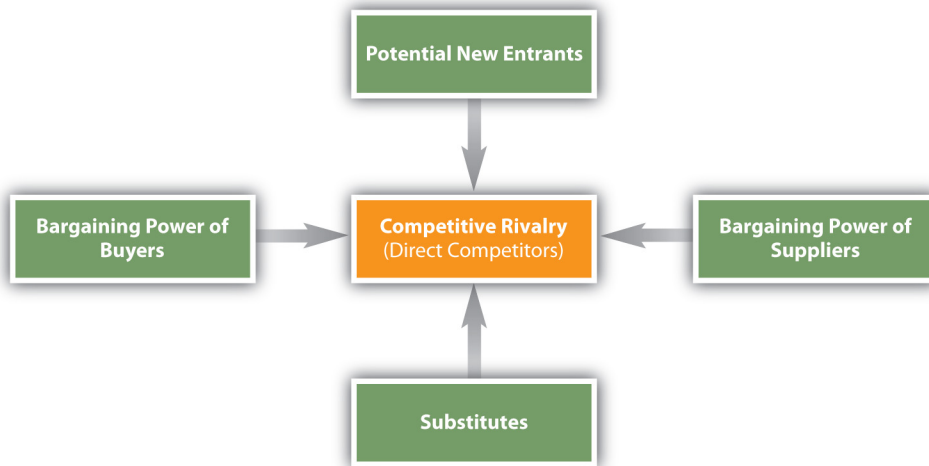 Potential New Entrants
Bargaining Power of
Buyers
Competitive Rivalry
(Direct Competitors)
Bargaining Power of
Suppliers
Substitutes